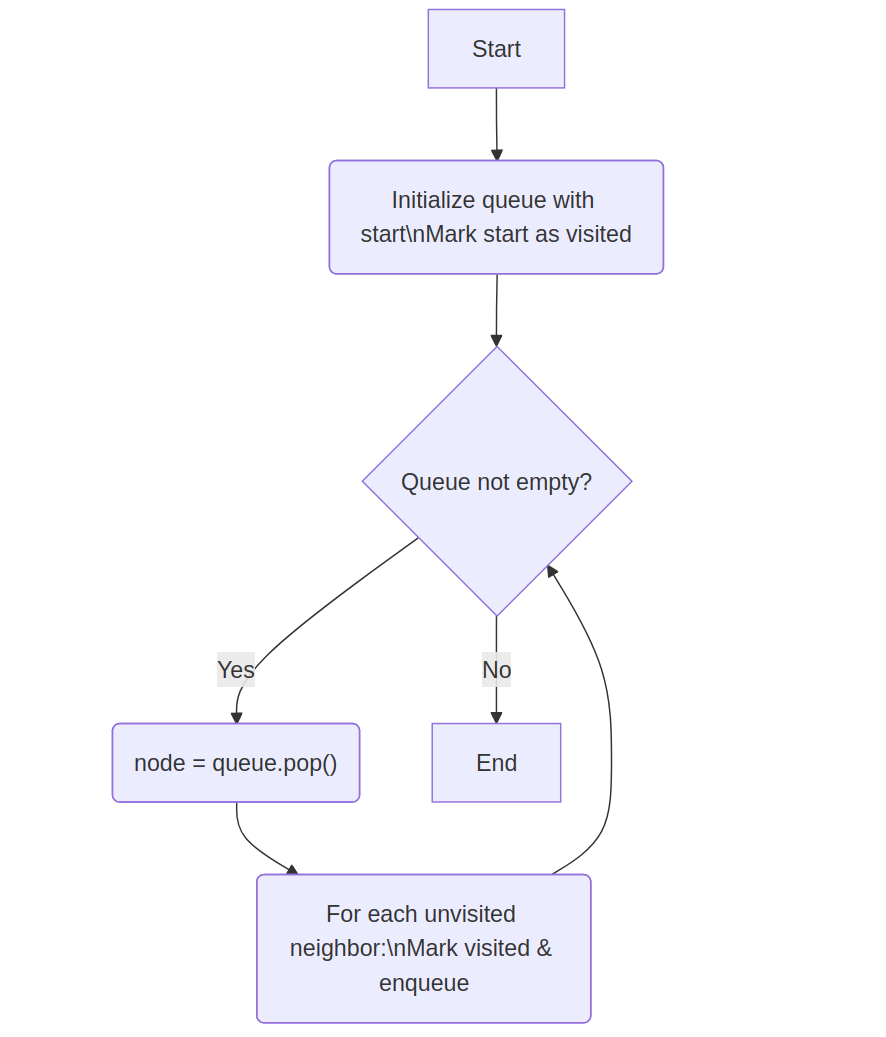 Start
Initialize queue with
start\nMark start as visited
Queue not empty?
Yes
No
node = queue.pop()
End
For each unvisited
neighbor:\nMark visited &
enqueue